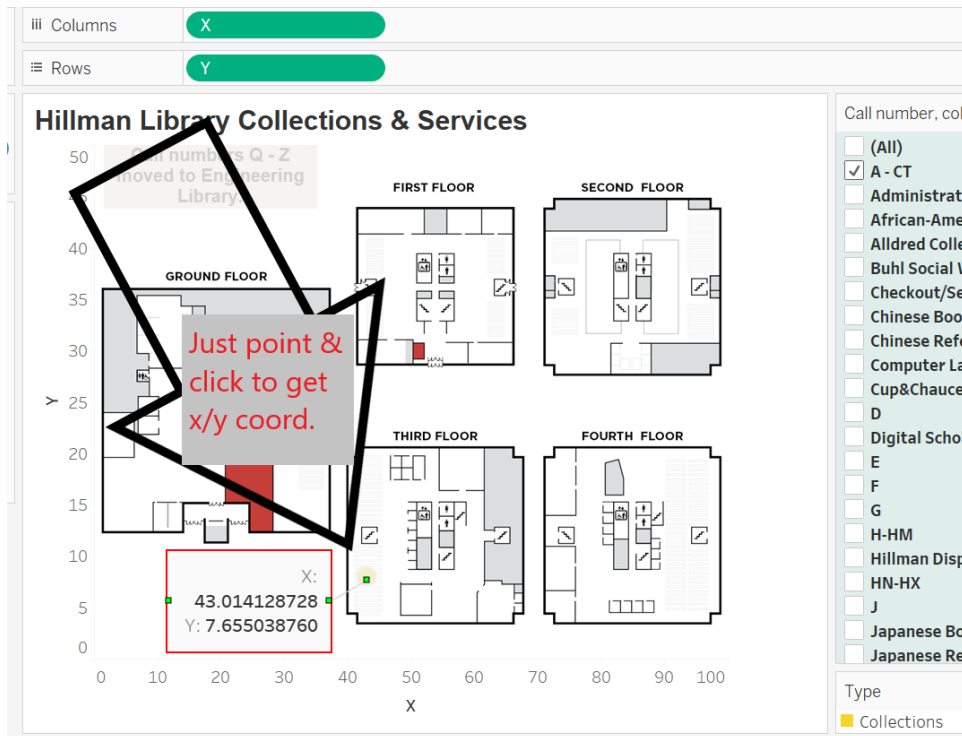 Columns
X
Rows
Y
Hillman Library Collections & Services
Call number, col
50
Call numbers Q - Z
moved to Engineering
Library.
45
40
35
30
25
20
15
10
5
0
Y
GROUND FLOOR
FIRST FLOOR
SECOND FLOOR
THIRD FLOOR
FOURTH FLOOR
Just point &
click to get
x/y coord.
X:
43.014128728
Y: 7.655038760
0 10 20 30 40 50 60 70 80 90 100
X
(All)
A - CT
Administrat
African-Ame
Alldred Colle
Buhl Social W
Checkout/Se
Chinese Boo
Chinese Refe
Computer La
Cup&Chauce
D
Digital Scho
E
F
G
H-HM
Hillman Disp
HN-HX
J
Japanese Bo
Japanese Re
Type
Collections